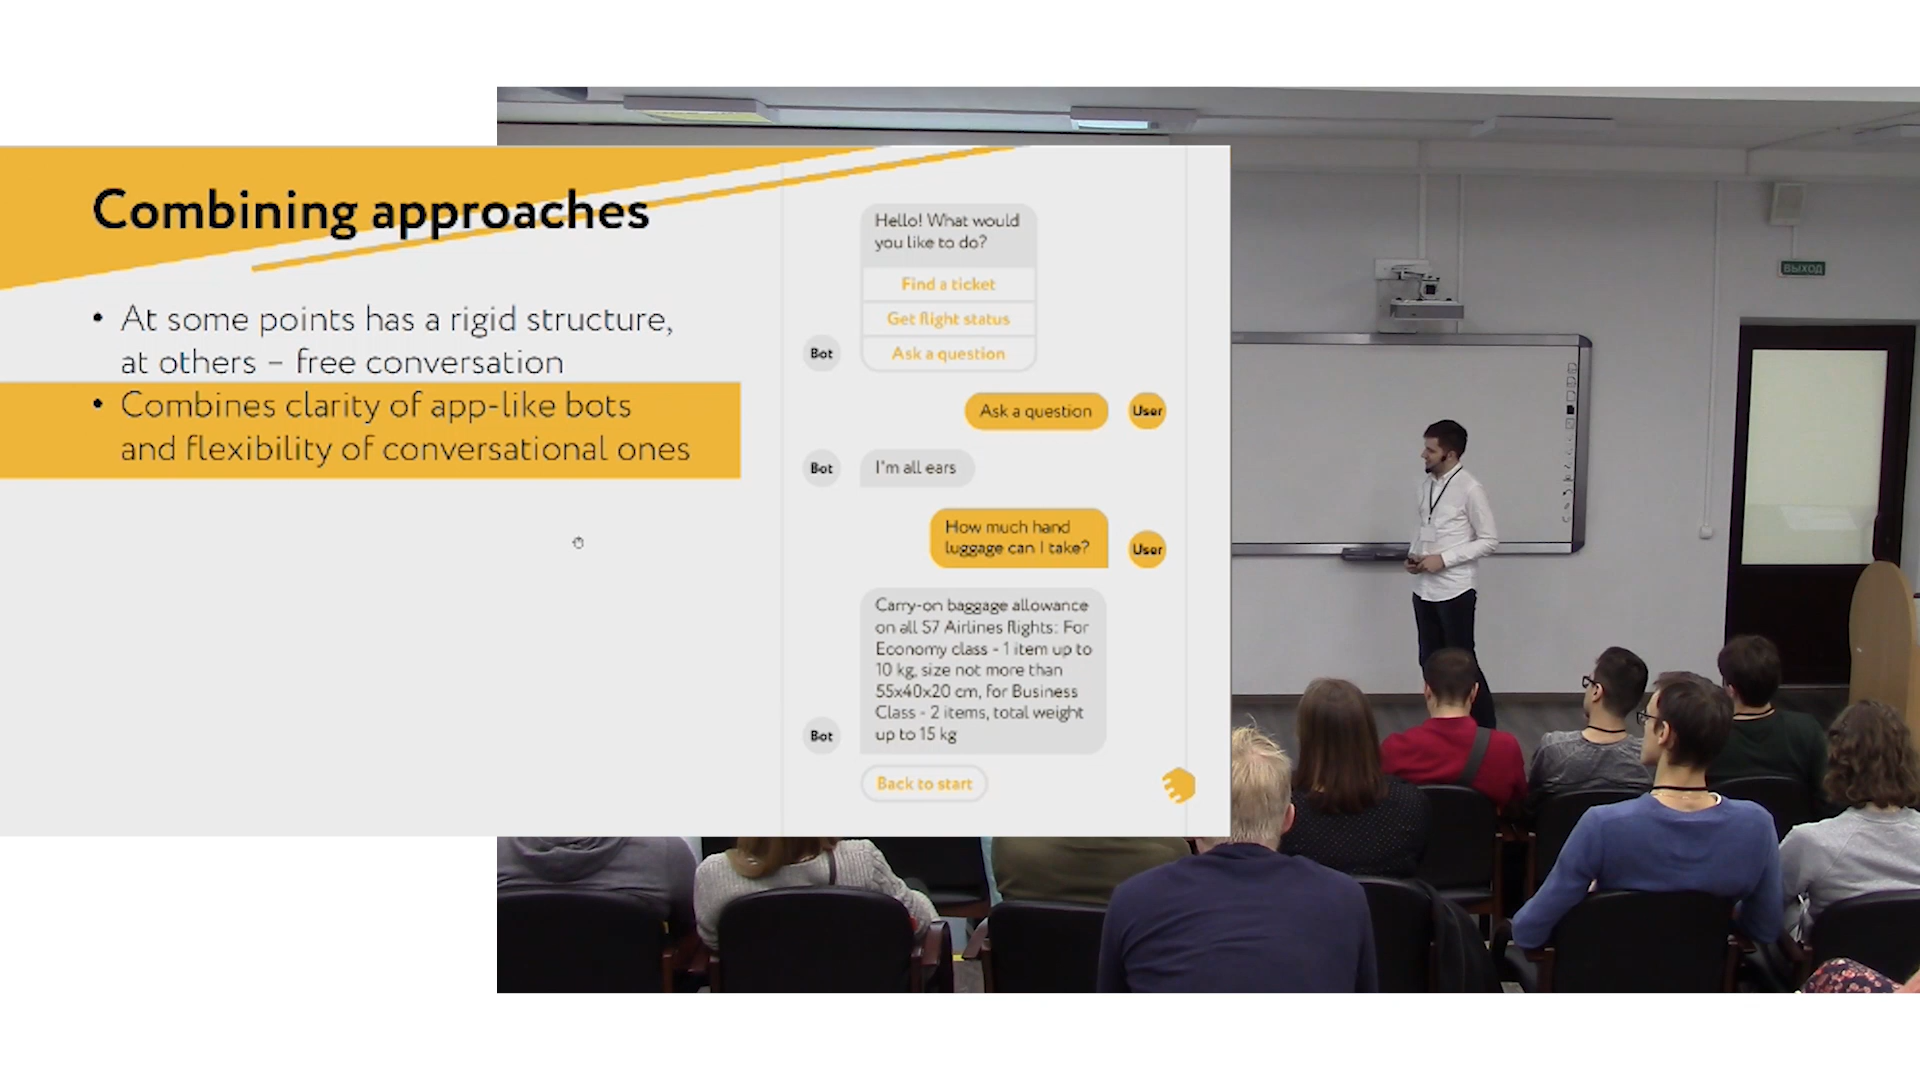 Combining approaches
• At some points has a rigid structure,
at others – free conversation
• Combines clarity of app-like bots
and flexibility of conversational ones
Hello! What would
you like to do?
Find a ticket
Get flight status
Ask a question
Bot
Ask a question
User
Bot
I'm all ears
How much hand
luggage can I take?
User
Carry-on baggage allowance
on all S7 Airlines flights: For
Economy class - 1 item up to
10 kg, size not more than
55x40x20 cm, for Business
Class - 2 items, total weight
up to 15 kg
Bot
Back to start
ВЫХОД